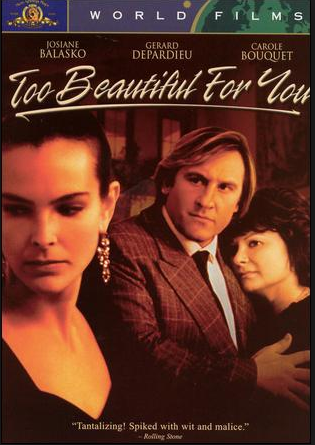 WORLD FILMS
JOSIANE BALASKO
GERARD DEPARDIEU
CAROLE BOUQUET
Too Beautiful For You
"Tantalizing! Spiked with wit and malice."
- Rolling Stone